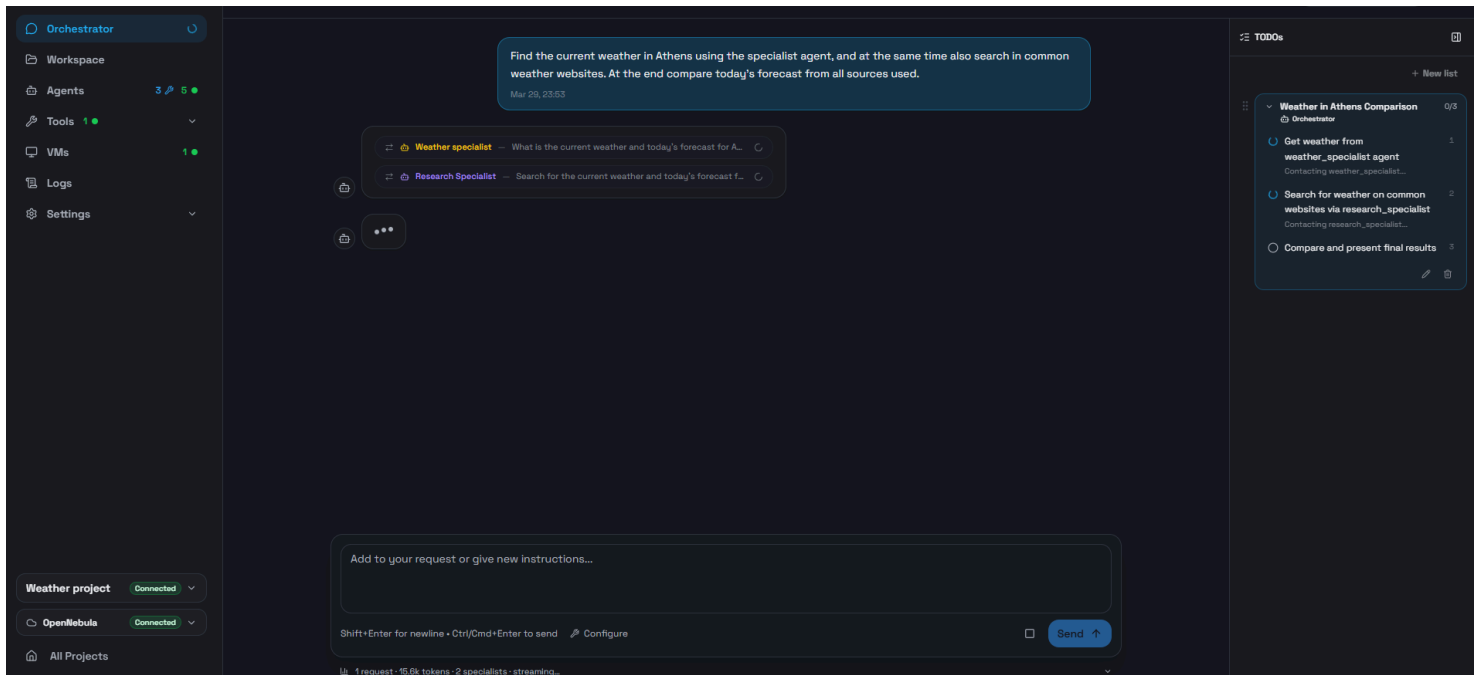 Orchestrator
Workspace
Agents 3 5
Tools 1
VMs 1
Logs
Settings
Weather project Connected
OpenNebula Connected
All Projects
Find the current weather in Athens using the specialist agent, and at the same time also search in common
weather websites. At the end compare today's forecast from all sources used.
Mar 29, 23:53
Weather specialist — What is the current weather and today's forecast for A...
Research Specialist — Search for the current weather and today's forecast f...
Add to your request or give new instructions...
Shift+Enter for newline • Ctrl/Cmd+Enter to send Configure
Send
1 request · 15.6k tokens · 2 specialists · streaming...
TODOs
+ New list
Weather in Athens Comparison 0/3
Orchestrator
Get weather from 1
weather_specialist agent
Contacting weather_specialist...
Search for weather on common 2
websites via research_specialist
Contacting research_specialist...
Compare and present final results 3